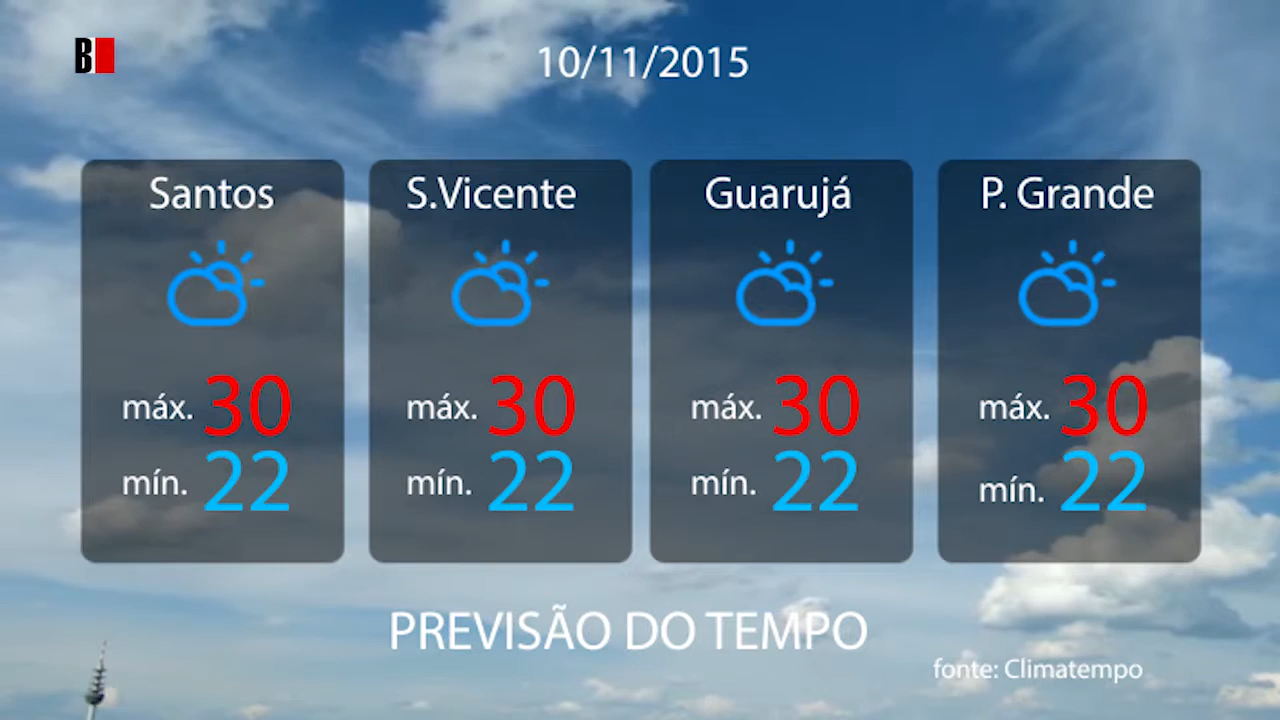 B
10/11/2015
Santos
máx. 30
mín. 22
S.Vicente
máx. 30
mín. 22
Guarujá
máx. 30
mín. 22
P. Grande
máx. 30
mín. 22
PREVISÃO DO TEMPO
fonte: Climatempo